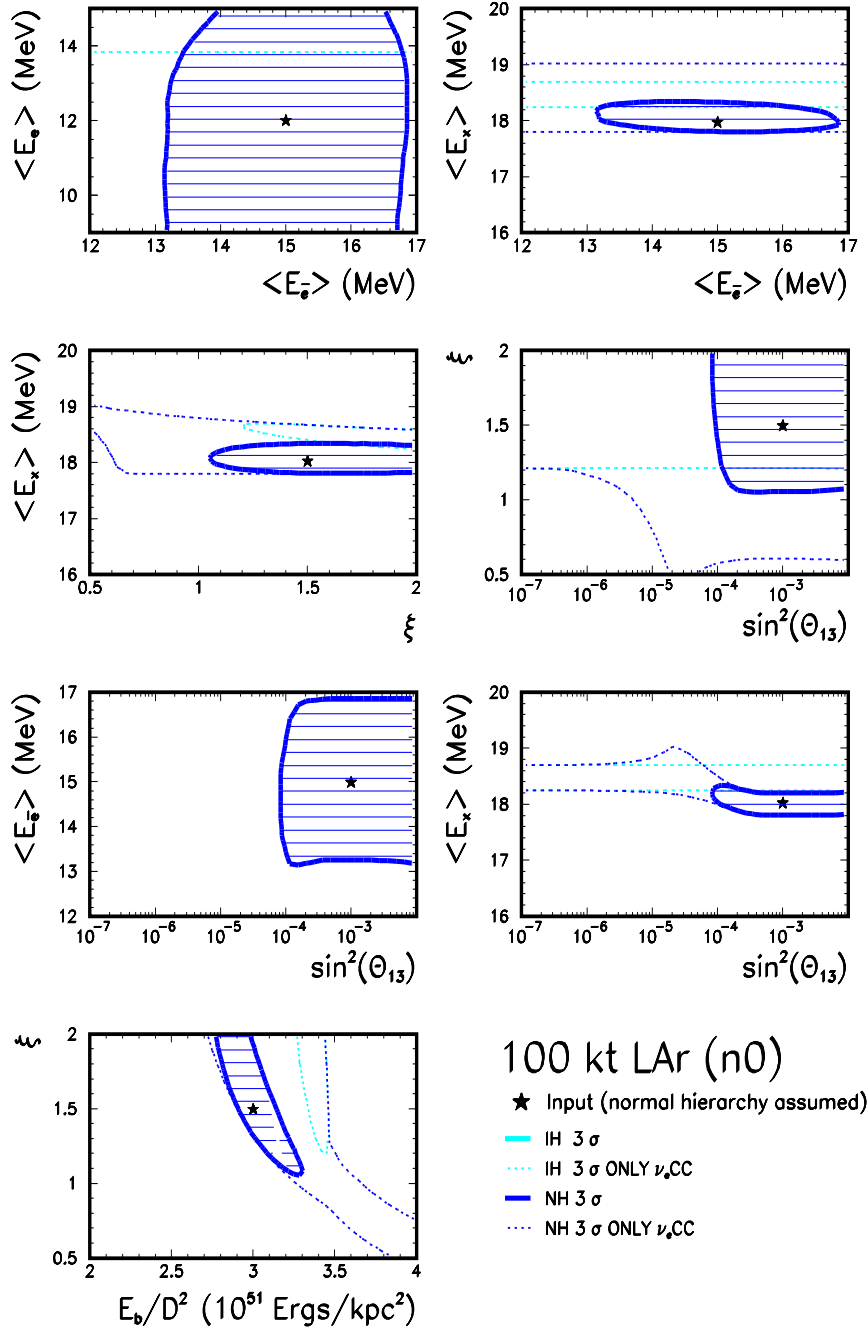 <E_e> (MeV)
14
12
10
12 13 14 15 16 17
<E_e̅> (MeV)
<E_x> (MeV)
20
19
18
17
16
12 13 14 15 16 17
<E_e̅> (MeV)
<E_x> (MeV)
20
19
18
17
16
0.5 1 1.5 2
ξ
ξ
2
1.5
1
0.5
10⁻⁷ 10⁻⁶ 10⁻⁵ 10⁻⁴ 10⁻³
sin²(Θ₁₃)
<E_e̅> (MeV)
17
16
15
14
13
12
10⁻⁷ 10⁻⁶ 10⁻⁵ 10⁻⁴ 10⁻³
sin²(Θ₁₃)
<E_x> (MeV)
20
19
18
17
16
10⁻⁷ 10⁻⁶ 10⁻⁵ 10⁻⁴ 10⁻³
sin²(Θ₁₃)
ξ
2
1.5
1
0.5
2 2.5 3 3.5 4
E_b/D² (10⁵¹ Ergs/kpc²)
100 kt LAr (n0)
★ Input (normal hierarchy assumed)
IH 3 σ
IH 3 σ ONLY ν_eCC
NH 3 σ
NH 3 σ ONLY ν_eCC